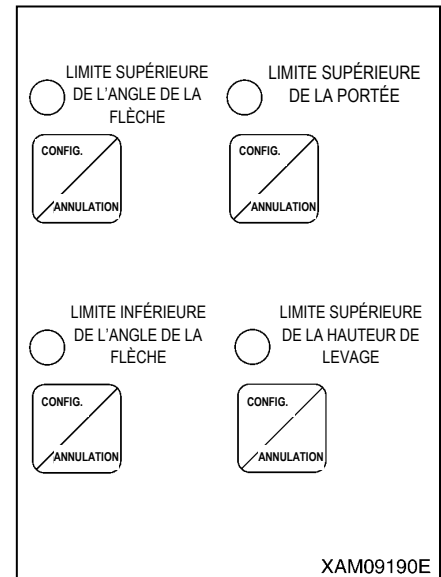 LIMITE SUPÉRIEURE
DE L'ANGLE DE LA
FLÈCHE
CONFIG.
ANNULATION
LIMITE SUPÉRIEURE
DE LA PORTÉE
CONFIG.
ANNULATION
LIMITE INFÉRIEURE
DE L'ANGLE DE LA
FLÈCHE
CONFIG.
ANNULATION
LIMITE SUPÉRIEURE
DE LA HAUTEUR DE
LEVAGE
CONFIG.
ANNULATION
XAM09190E